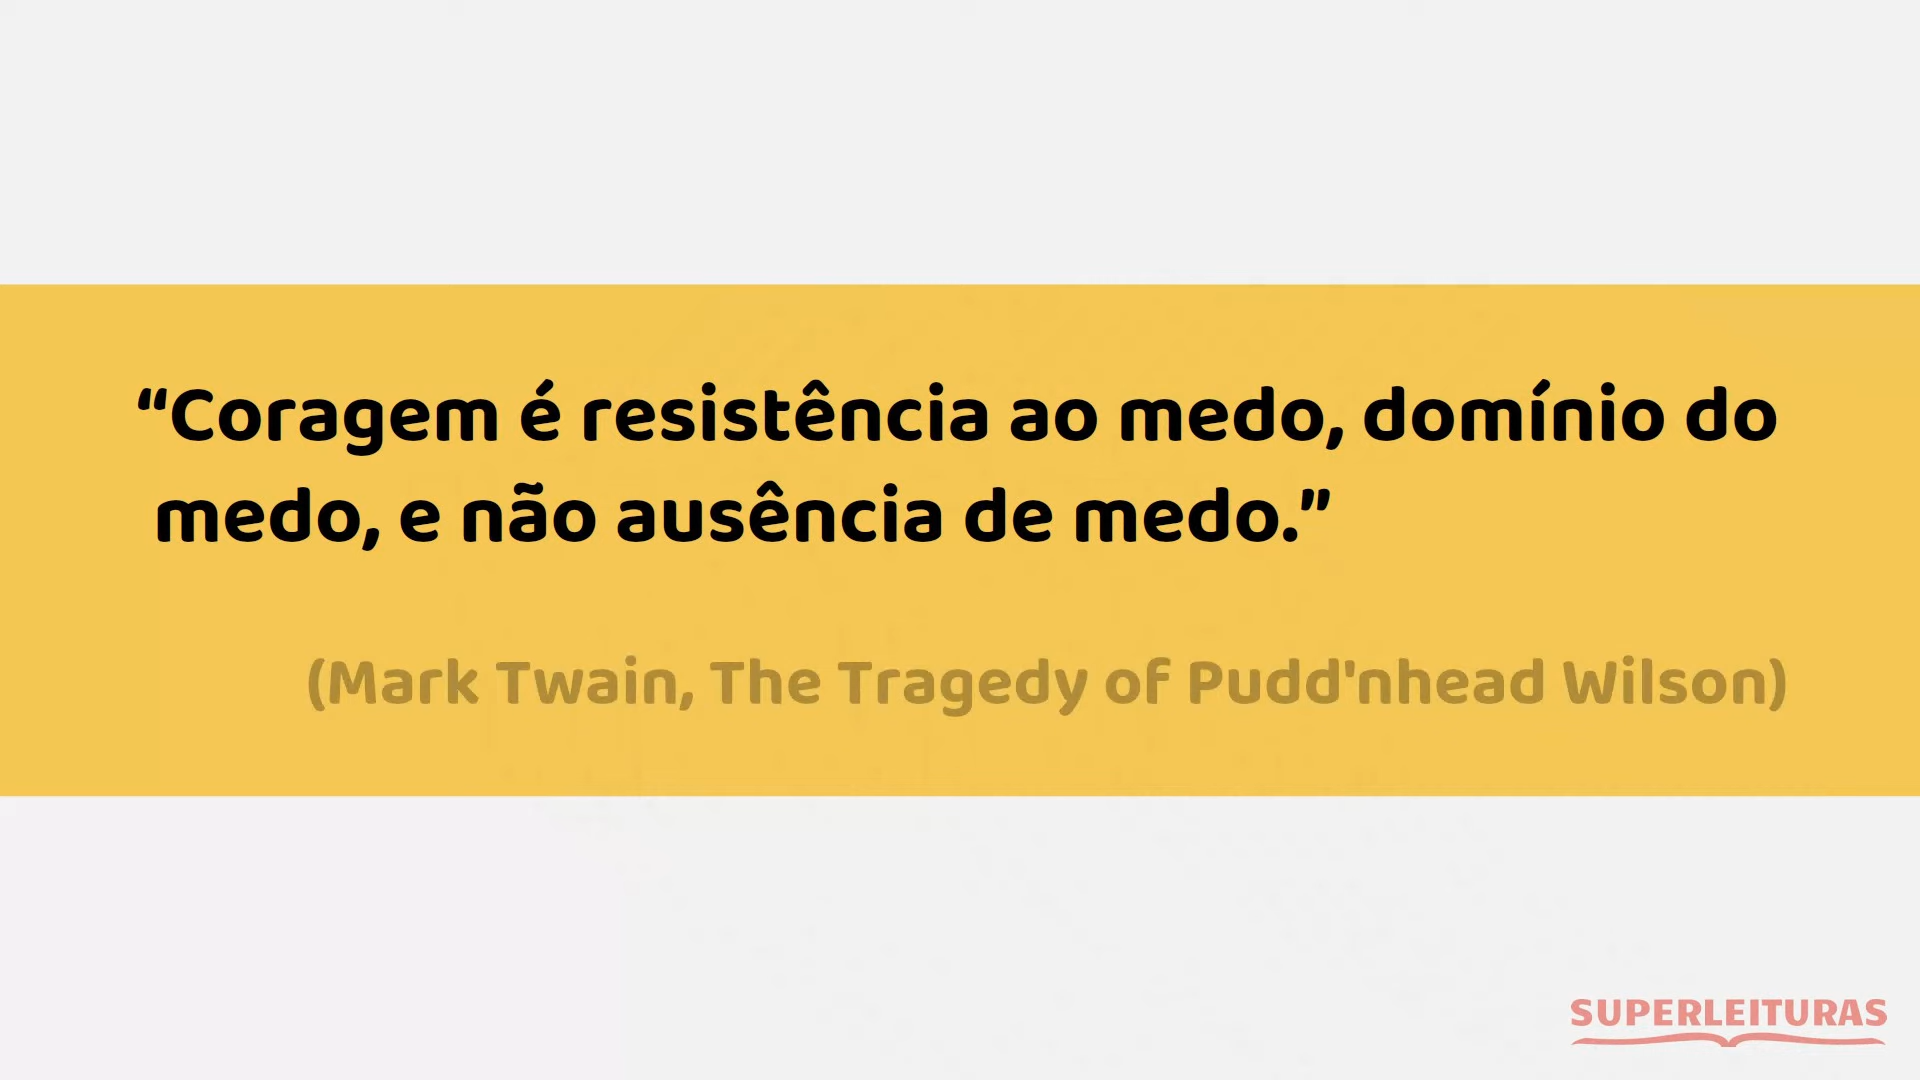 “Coragem é resistência ao medo, domínio do
medo, e não ausência de medo.”
(Mark Twain, The Tragedy of Pudd'nhead Wilson)
SUPERLEITURAS